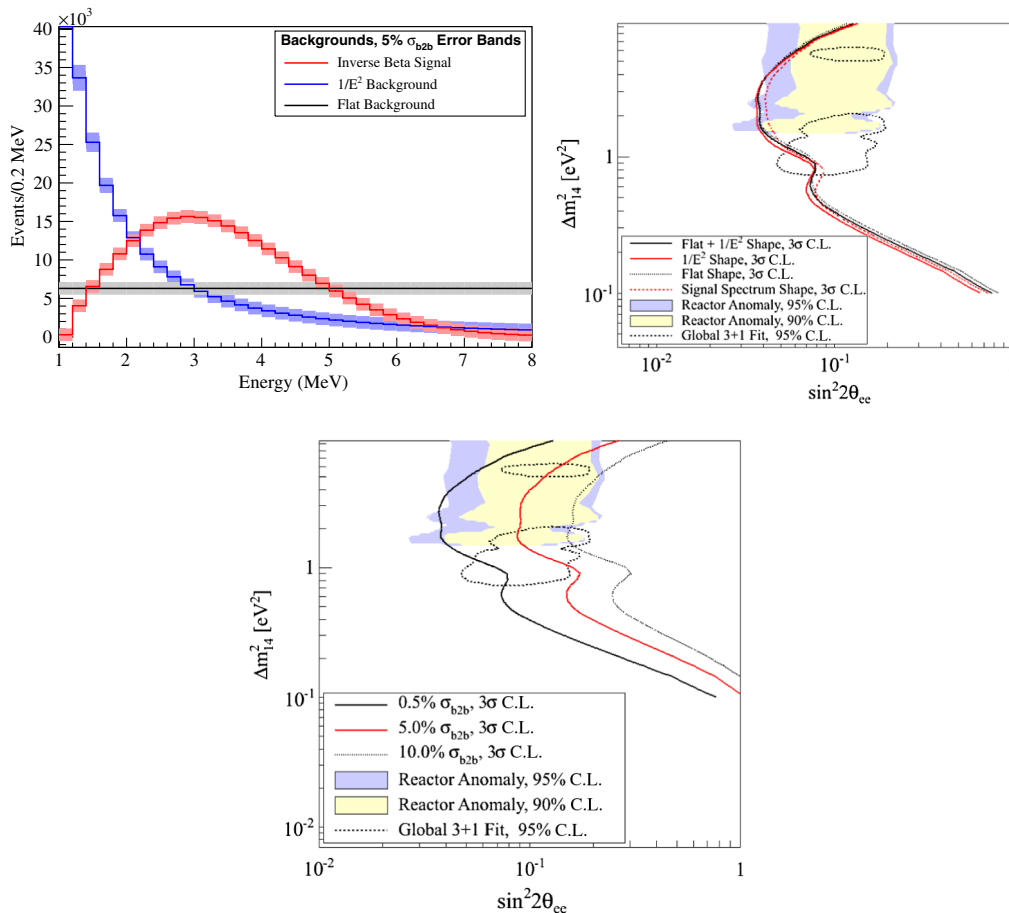 ×10³
40
35
30
25
20
15
10
5
0
Events/0.2 MeV
Backgrounds, 5% σb2b Error Bands
Inverse Beta Signal
1/E² Background
Flat Background
1 2 3 4 5 6 7 8
Energy (MeV)
Δm²14 [eV²]
1
10⁻¹
Flat + 1/E² Shape, 3σ C.L.
1/E² Shape, 3σ C.L.
Flat Shape, 3σ C.L.
Signal Spectrum Shape, 3σ C.L.
Reactor Anomaly, 95% C.L.
Reactor Anomaly, 90% C.L.
Global 3+1 Fit, 95% C.L.
10⁻² 10⁻¹ 1
sin²2θee
Δm²14 [eV²]
1
10⁻¹
10⁻²
0.5% σb2b, 3σ C.L.
5.0% σb2b, 3σ C.L.
10.0% σb2b, 3σ C.L.
Reactor Anomaly, 95% C.L.
Reactor Anomaly, 90% C.L.
Global 3+1 Fit, 95% C.L.
10⁻² 10⁻¹ 1
sin²2θee